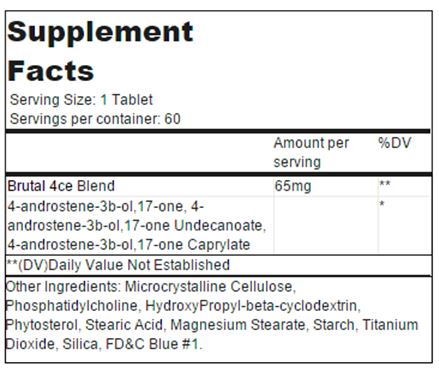 Supplement
Facts
Serving Size: 1 Tablet
Servings per container: 60
Amount per %DV
serving
Brutal 4ce Blend 65mg **
4-androstene-3b-ol,17-one, 4- *
androstene-3b-ol,17-one Undecanoate,
4-androstene-3b-ol,17-one Caprylate
**(DV)Daily Value Not Established
Other Ingredients: Microcrystalline Cellulose,
Phosphatidylcholine, HydroxyPropyl-beta-cyclodextrin,
Phytosterol, Stearic Acid, Magnesium Stearate, Starch, Titanium
Dioxide, Silica, FD&C Blue #1.